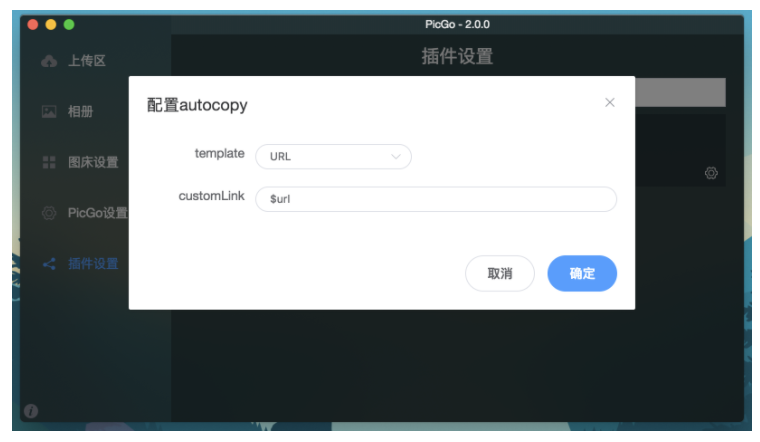 PicGo - 2.0.0
上传区
相册
图床设置
PicGo设置
插件设置
插件设置
配置autocopy
template
URL
customLink
$url
取消
确定